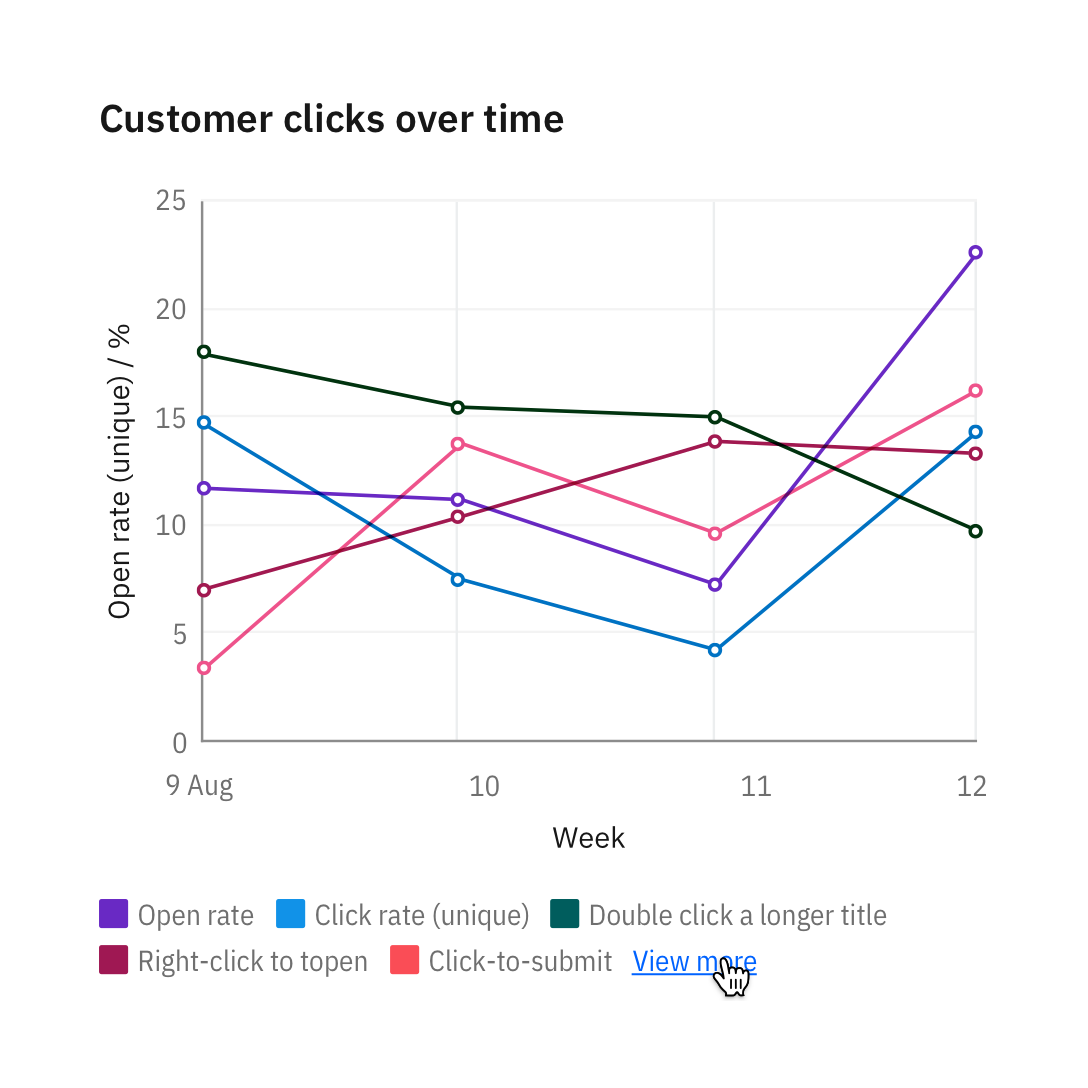 Customer clicks over time
25
20
15
10
5
0
Open rate (unique) / %
9 Aug 10 11 12
Week
Open rate Click rate (unique) Double click a longer title
Right-click to topen Click-to-submit View more